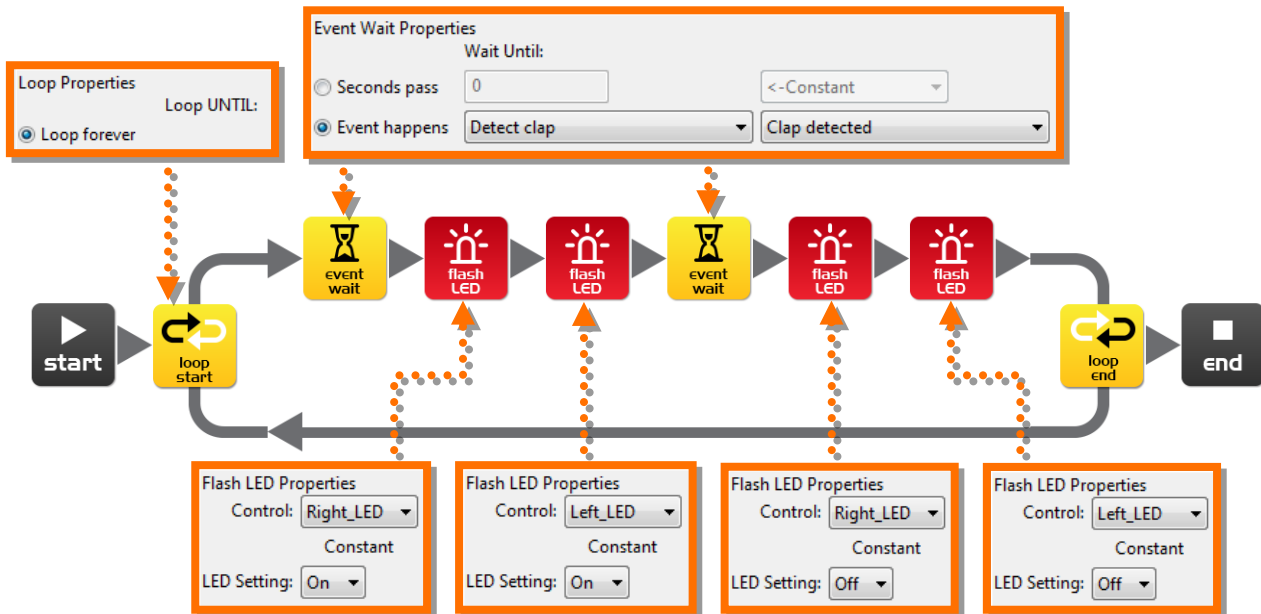 Event Wait Properties
Wait Until:
Seconds pass 0 <-Constant
Event happens Detect clap Clap detected
Loop Properties
Loop UNTIL:
Loop forever
event
wait
flash
LED
flash
LED
event
wait
flash
LED
flash
LED
start
loop
start
loop
end
end
Flash LED Properties
Control: Right_LED
Constant
LED Setting: On
Flash LED Properties
Control: Left_LED
Constant
LED Setting: On
Flash LED Properties
Control: Right_LED
Constant
LED Setting: Off
Flash LED Properties
Control: Left_LED
Constant
LED Setting: Off